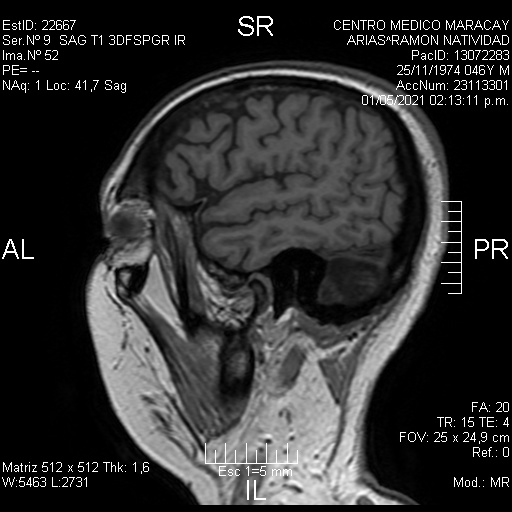 EstID: 22667
Ser.Nº 9 SAG T1 3DFSPGR IR
Ima.Nº 52
PE= --
NAq: 1 Loc: 41,7 Sag
SR
CENTRO MEDICO MARACAY
ARIAS^RAMON NATIVIDAD
PacID: 13072283
25/11/1974 046Y M
AccNum: 23113301
01/05/2021 02:13:11 p.m.
AL
PR
FA: 20
TR: 15 TE: 4
FOV: 25 x 24,9 cm
Ref.: 0
Mod.: MR
Matriz 512 x 512 Thk: 1,6
W:5463 L:2731
Esc 1=5 mm
IL